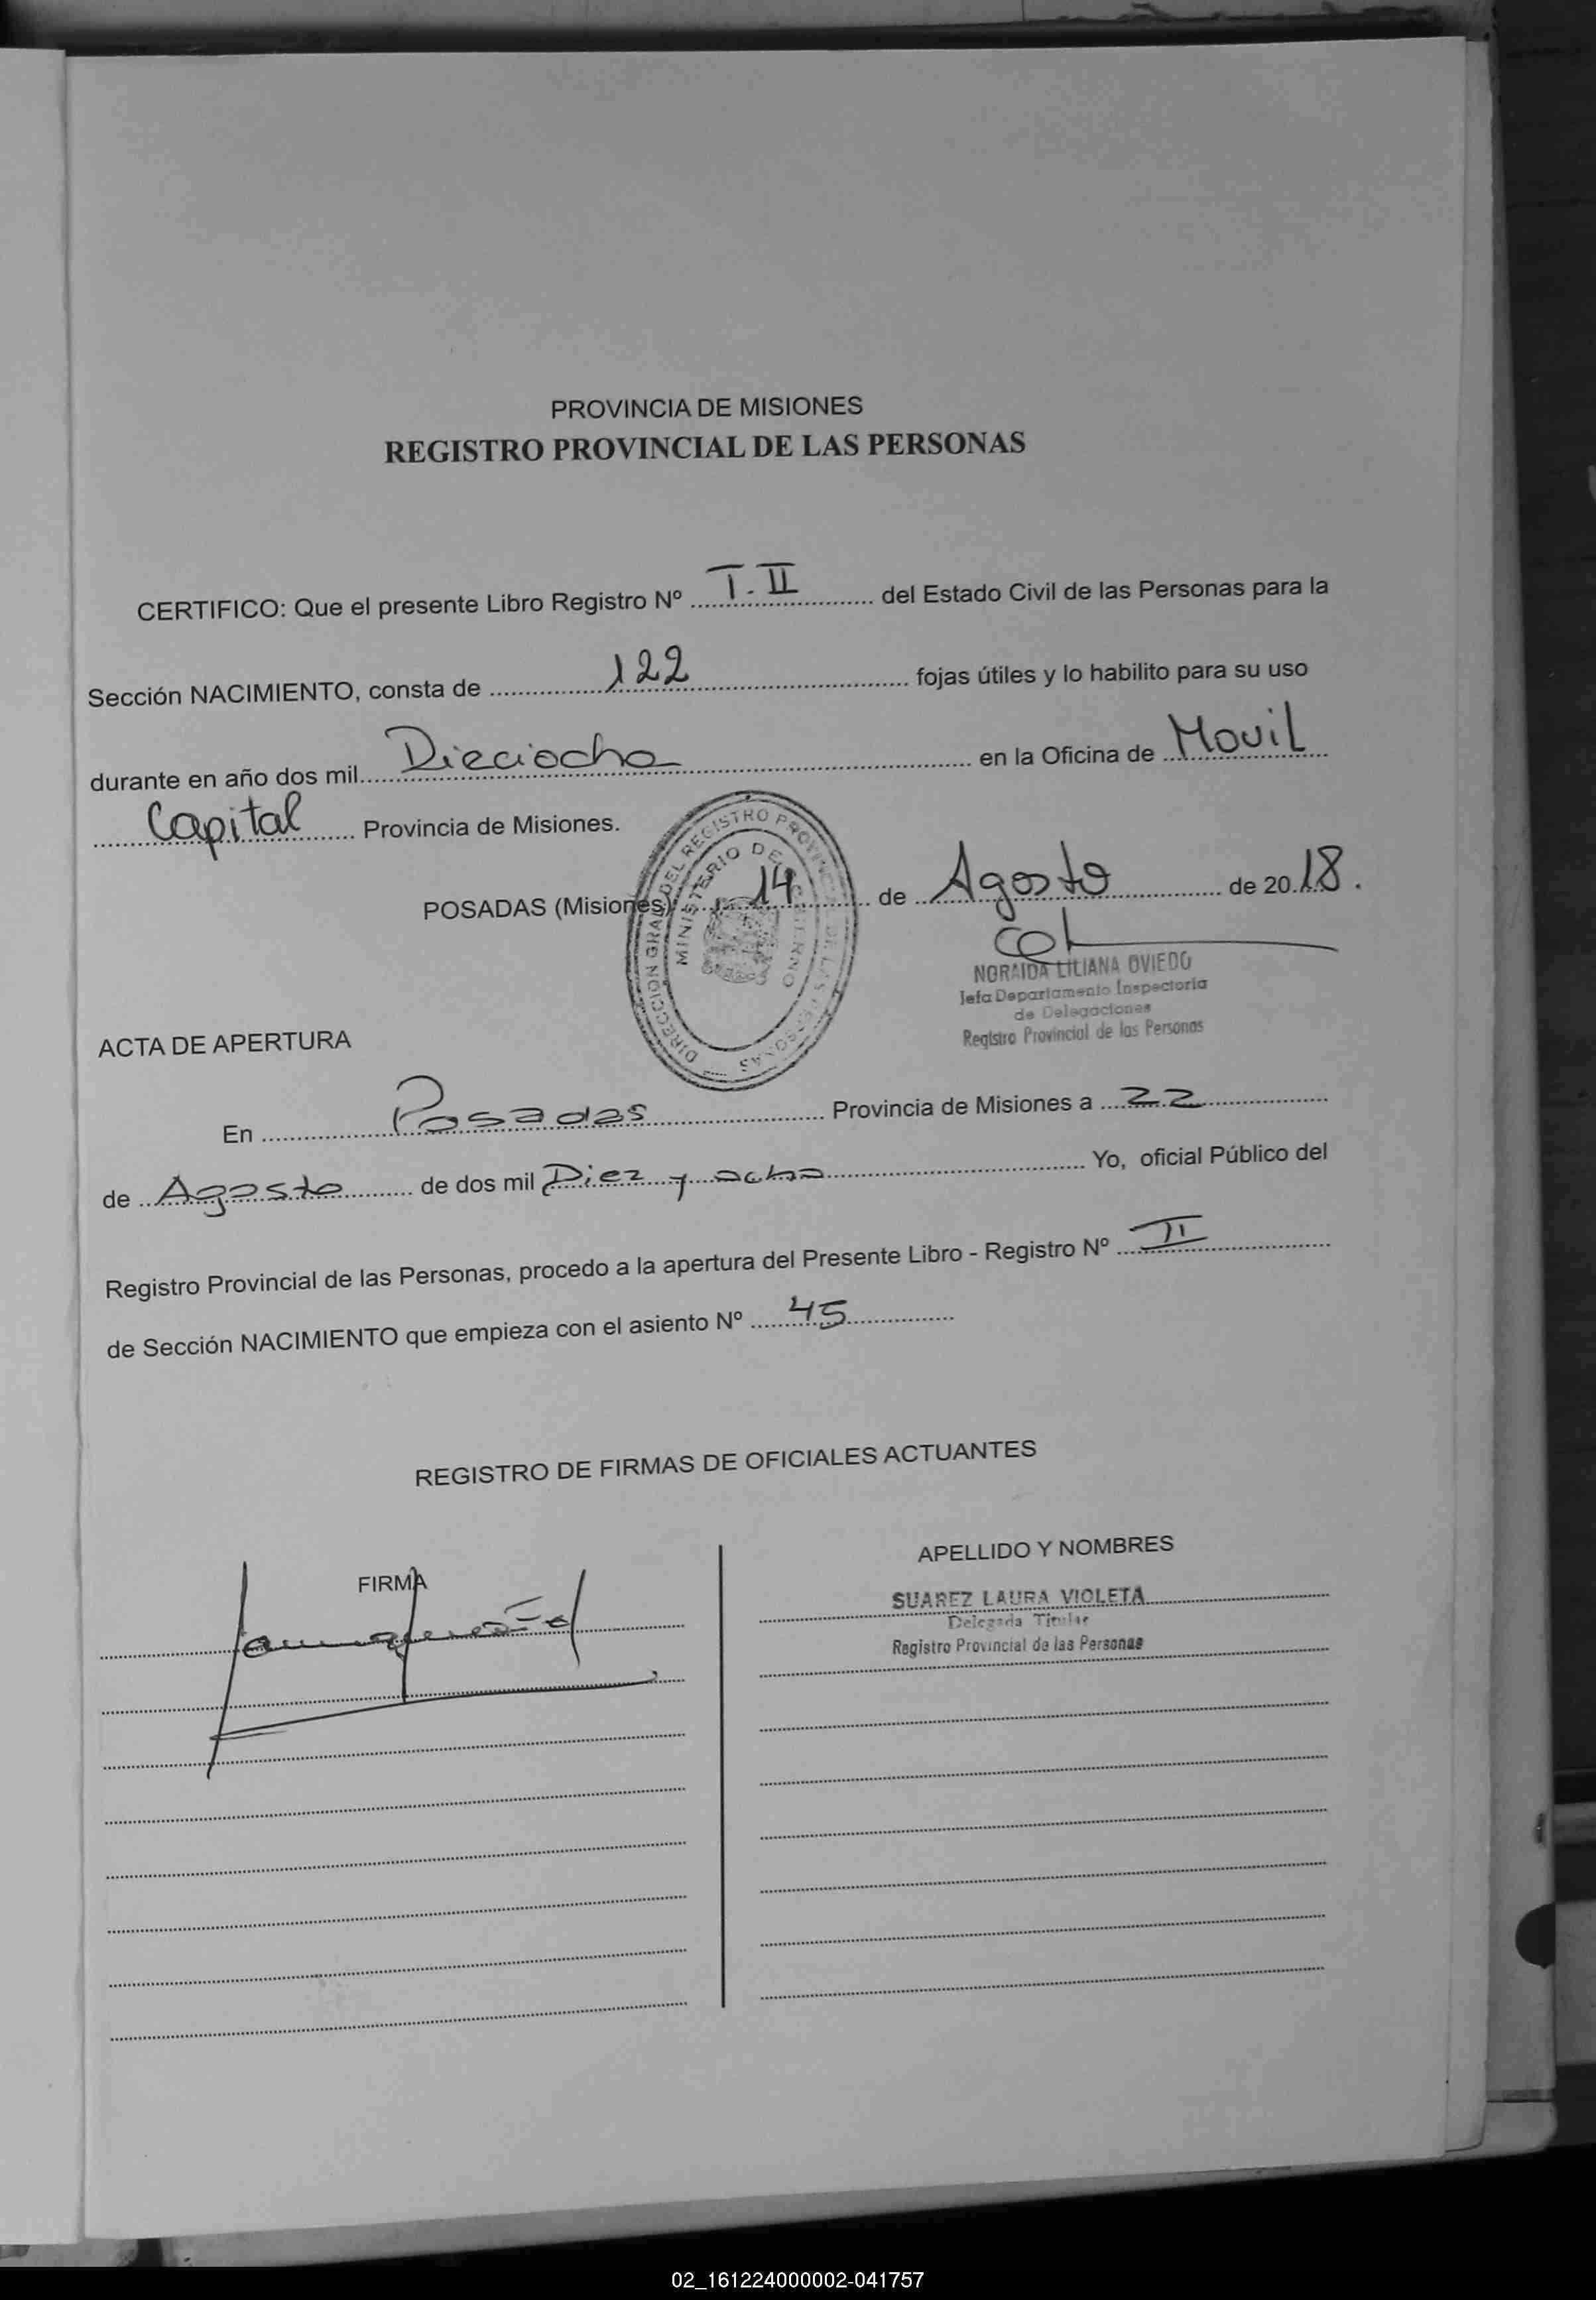 PROVINCIA DE MISIONES
REGISTRO PROVINCIAL DE LAS PERSONAS
CERTIFICO: Que el presente Libro Registro Nº T. II del Estado Civil de las Personas para la
Sección NACIMIENTO, consta de 122 fojas útiles y lo habilito para su uso
durante en año dos mil Dieciocho en la Oficina de Movil
Capital Provincia de Misiones.
POSADAS (Misiones) 14 de Agosto de 2018.
DIRECCION GRAL. DEL REGISTRO PROVINCIAL DE LAS PERSONAS
MINISTERIO DE GOBIERNO
NORAIDA LILIANA OVIEDO
Jefa Departamento Inspectoria
de Delegaciones
Registro Provincial de las Personas
ACTA DE APERTURA
En Posadas Provincia de Misiones a 22
de Agosto de dos mil Diez y ocho Yo, oficial Público del
Registro Provincial de las Personas, procedo a la apertura del Presente Libro - Registro Nº II
de Sección NACIMIENTO que empieza con el asiento Nº 45
REGISTRO DE FIRMAS DE OFICIALES ACTUANTES
FIRMA
APELLIDO Y NOMBRES
SUAREZ LAURA VIOLETA
Delegada Titular
Registro Provincial de las Personas
02_161224000002-041757